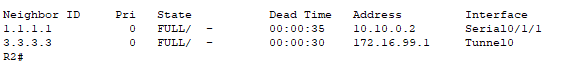 Neighbor ID     Pri   State           Dead Time   Address         Interface
1.1.1.1           0   FULL/  -        00:00:35    10.10.0.2       Serial0/1/1
3.3.3.3           0   FULL/  -        00:00:30    172.16.99.1     Tunnel0
R2#